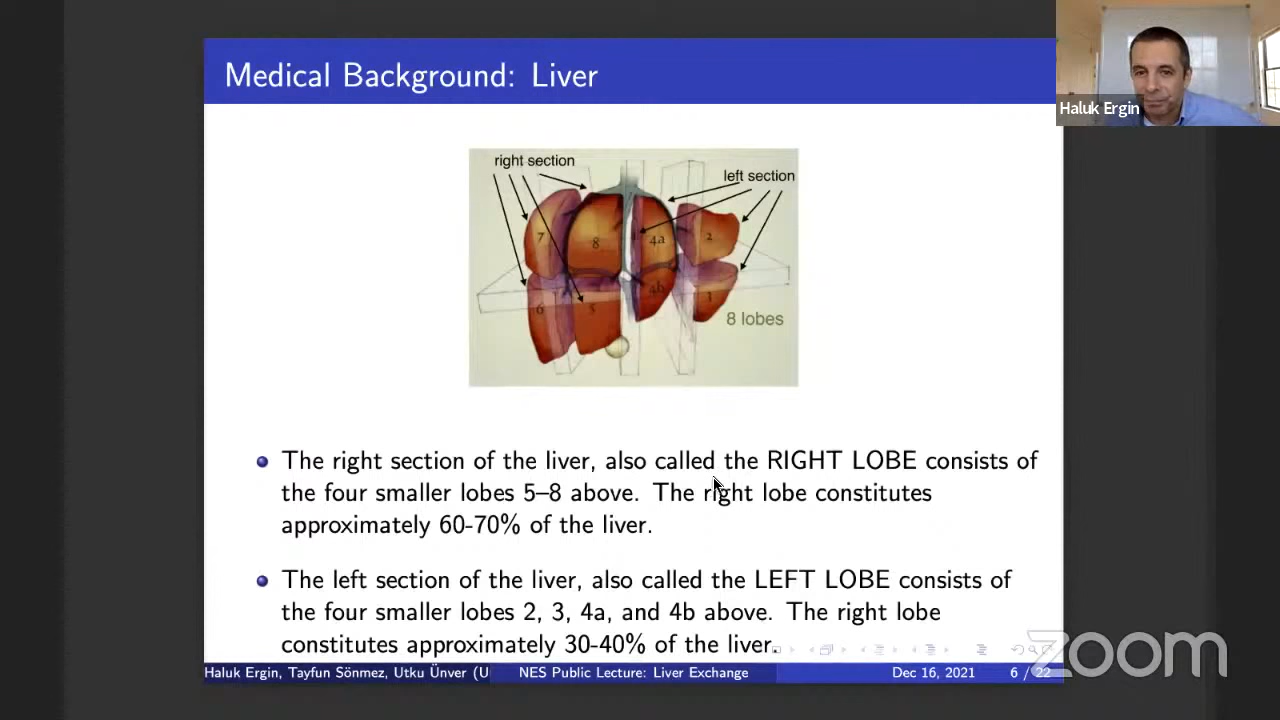 Medical Background: Liver
Haluk Ergin
right section
left section
7
8
4a
2
6
5
4b
3
8 lobes
The right section of the liver, also called the RIGHT LOBE consists of
the four smaller lobes 5–8 above. The right lobe constitutes
approximately 60-70% of the liver.
The left section of the liver, also called the LEFT LOBE consists of
the four smaller lobes 2, 3, 4a, and 4b above. The right lobe
constitutes approximately 30-40% of the liver.
zoom
Haluk Ergin, Tayfun Sönmez, Utku Ünver (U NES Public Lecture: Liver Exchange Dec 16, 2021 6 / 22